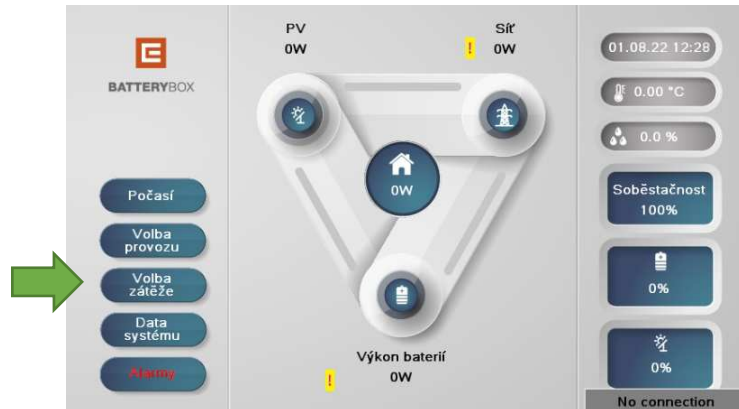 BATTERYBOX
Počasí
Volba
provozu
Volba
zátěže
Data
systému
Alarmy
PV
0W
! Síť
0W
0W
Výkon baterií
! 0W
01.08.22 12:28
0.00 °C
0.0 %
Soběstačnost
100%
0%
0%
No connection